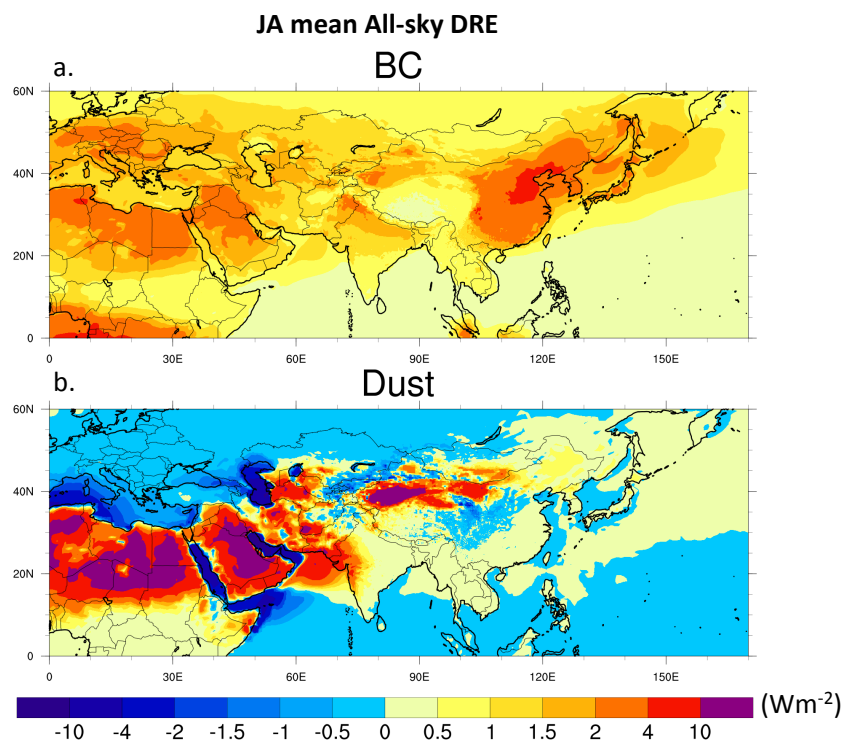 JA mean All-sky DRE
a.
BC
60N
40N
20N
0
0 30E 60E 90E 120E 150E
b.
Dust
60N
40N
20N
0
0 30E 60E 90E 120E 150E
-10 -4 -2 -1.5 -1 -0.5 0 0.5 1 1.5 2 4 10 (Wm⁻²)